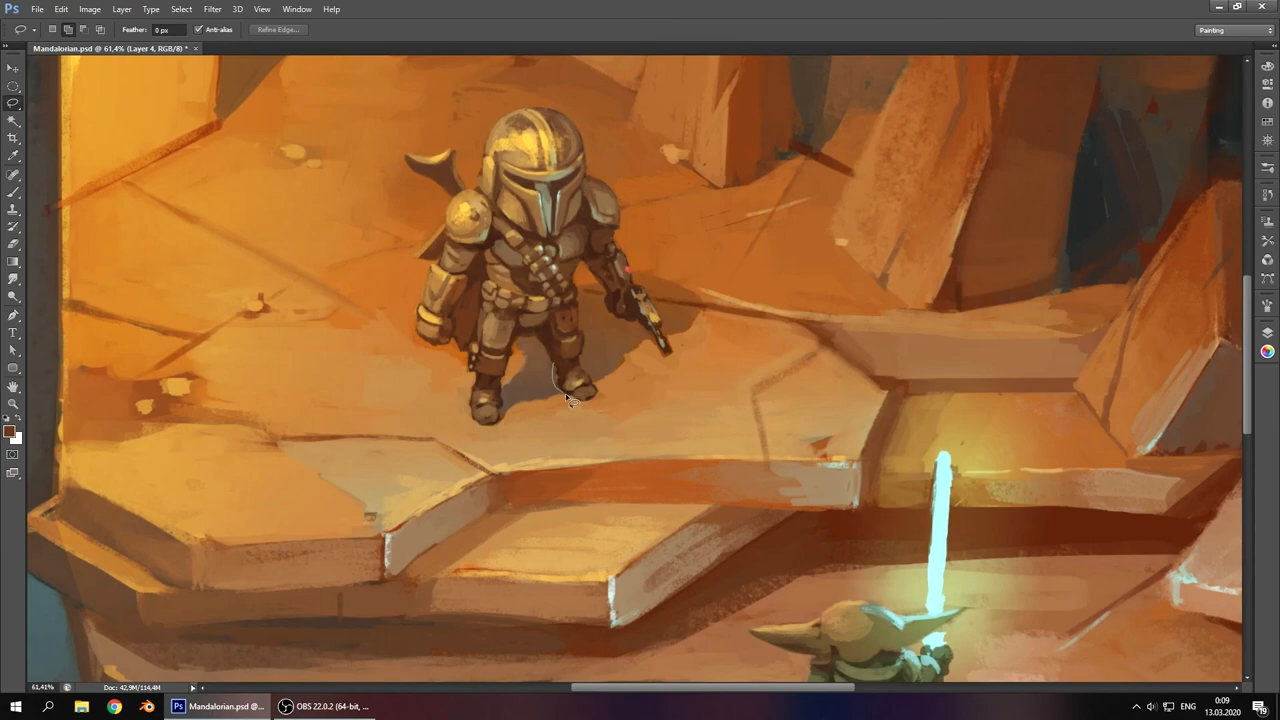 Ps File Edit Image Layer Type Select Filter 3D View Window Help
Feather: 0 px Anti-alias Refine Edge... Painting
Mandalorian.psd @ 61,4% (Layer 4, RGB/8) * ×
61,41% Doc: 42,9M/114,4M
Ps Mandalorian.psd @... OBS 22.0.2 (64-bit, ... ENG 0:09
13.03.2020 19